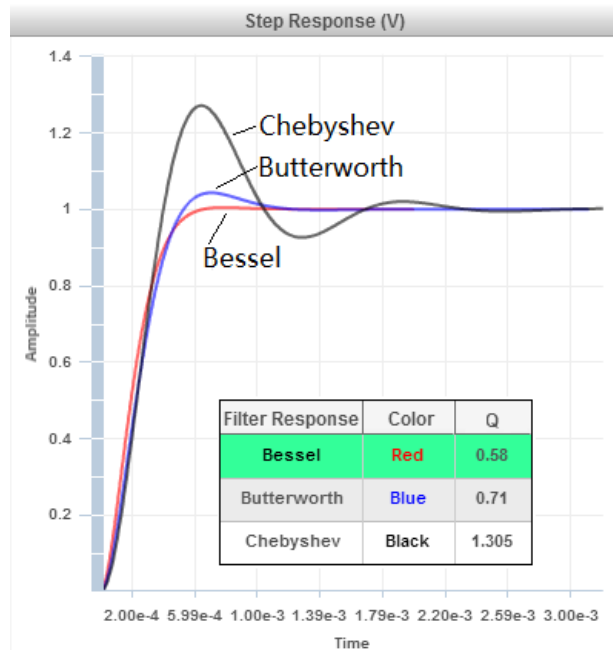 Step Response (V)
1.4
1.2
1
0.8
0.6
0.4
0.2
Amplitude
Chebyshev
Butterworth
Bessel
Filter Response Color Q
Bessel Red 0.58
Butterworth Blue 0.71
Chebyshev Black 1.305
2.00e-4 5.99e-4 1.00e-3 1.39e-3 1.79e-3 2.20e-3 2.59e-3 3.00e-3
Time